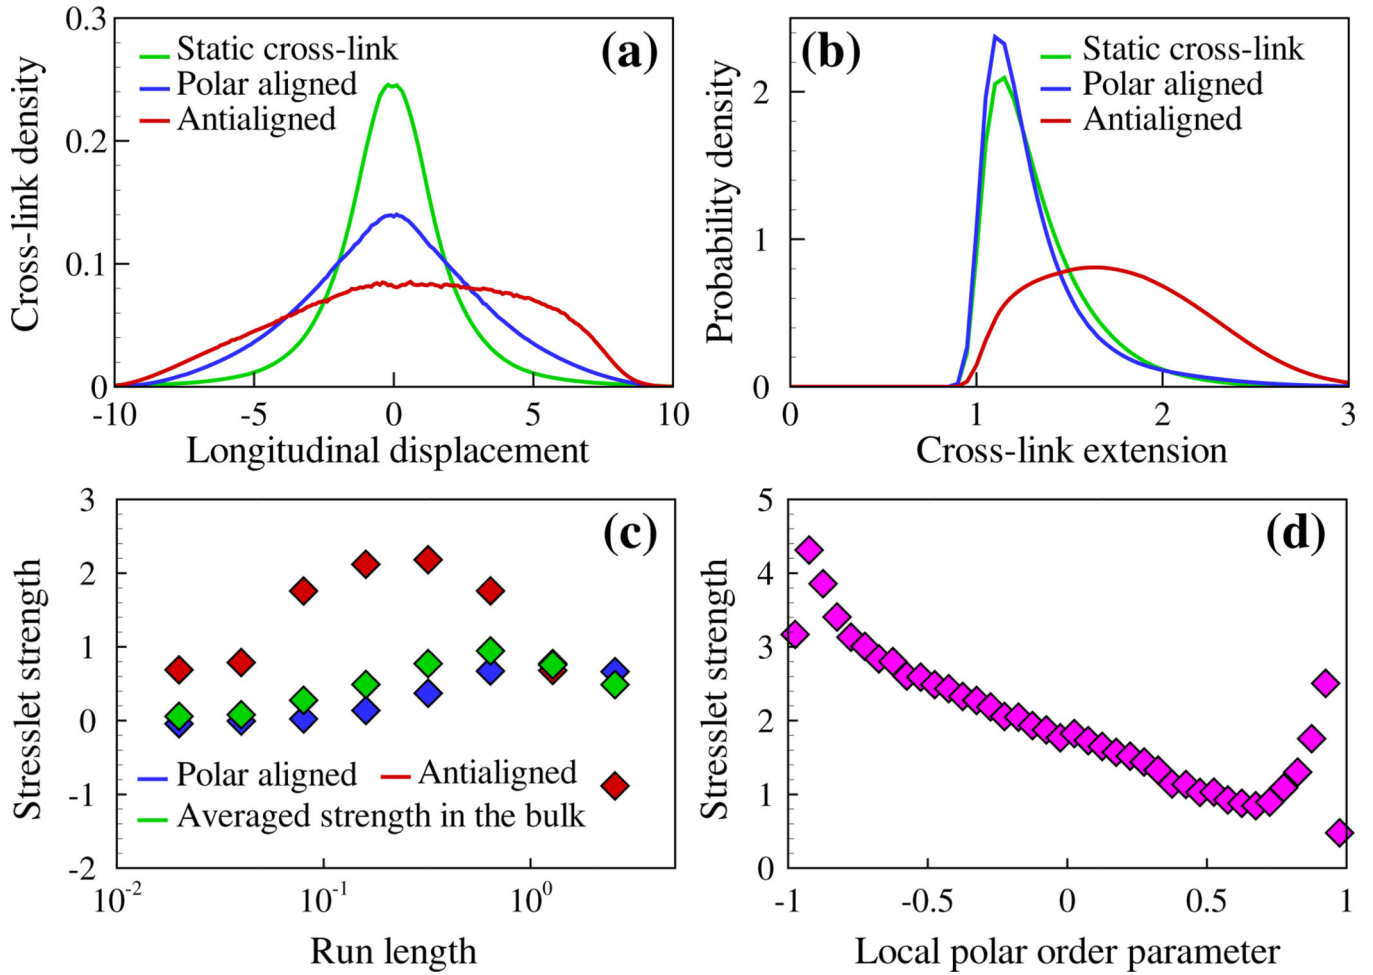 0.3
Static cross-link
Polar aligned
Antialigned
(a)
0.2
0.1
0
Cross-link density
-10 -5 0 5 10
Longitudinal displacement
(b)
Static cross-link
Polar aligned
Antialigned
2
1
0
Probability density
0 1 2 3
Cross-link extension
3
2
1
0
-1
-2
(c)
Stresslet strength
Polar aligned Antialigned
Averaged strength in the bulk
10-2 10-1 100
Run length
5
4
3
2
1
0
(d)
Stresslet strength
-1 -0.5 0 0.5 1
Local polar order parameter